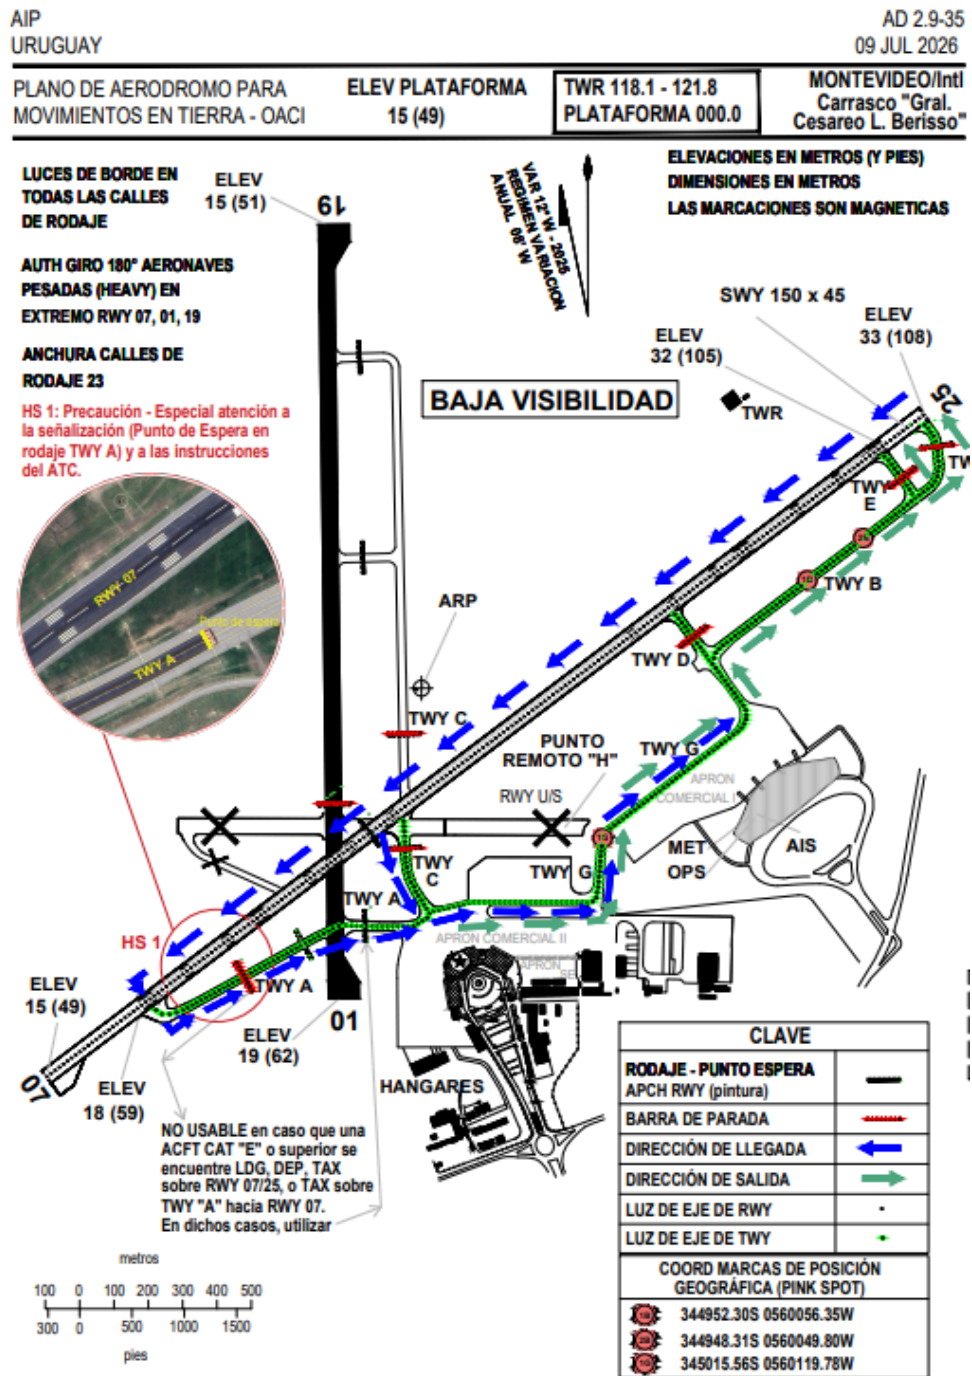 AIP
URUGUAY
AD 2.9-35
09 JUL 2026
PLANO DE AERODROMO PARA
MOVIMIENTOS EN TIERRA - OACI
ELEV PLATAFORMA
15 (49)
TWR 118.1 - 121.8
PLATAFORMA 000.0
MONTEVIDEO/Intl
Carrasco "Gral.
Cesareo L. Berisso"
LUCES DE BORDE EN
TODAS LAS CALLES
DE RODAJE
ELEV
15 (51)
19
VAR 12° W - 2025
REGIMEN VARIACION
ANUAL 08' W
ELEVACIONES EN METROS (Y PIES)
DIMENSIONES EN METROS
LAS MARCACIONES SON MAGNETICAS
AUTH GIRO 180° AERONAVES
PESADAS (HEAVY) EN
EXTREMO RWY 07, 01, 19
ANCHURA CALLES DE
RODAJE 23
SWY 150 x 45
ELEV
33 (108)
ELEV
32 (105)
25
BAJA VISIBILIDAD
TWR
HS 1: Precaución - Especial atención a
la señalización (Punto de Espera en
rodaje TWY A) y a las instrucciones
del ATC.
TW
TWY
E
RWY 07
TWY A
Punto de espera
2B
1B
TWY B
ARP
TWY D
TWY C
PUNTO
REMOTO "H"
TWY G
RWY U/S
APRON
COMERCIAL I
1G
MET
OPS
AIS
TWY
C
TWY G
TWY A
HS 1
APRON COMERCIAL II
APRON
SE
TWY A
ELEV
15 (49)
01
ELEV
19 (62)
07
ELEV
18 (59)
HANGARES
NO USABLE en caso que una
ACFT CAT "E" o superior se
encuentre LDG, DEP, TAX
sobre RWY 07/25, o TAX sobre
TWY "A" hacia RWY 07.
En dichos casos, utilizar
CLAVE
RODAJE - PUNTO ESPERA
APCH RWY (pintura)
BARRA DE PARADA
DIRECCIÓN DE LLEGADA
DIRECCIÓN DE SALIDA
LUZ DE EJE DE RWY
LUZ DE EJE DE TWY
COORD MARCAS DE POSICIÓN
GEOGRÁFICA (PINK SPOT)
1B 344952.30S 0560056.35W
2B 344948.31S 0560049.80W
1G 345015.56S 0560119.78W
metros
100 0 100 200 300 400 500
300 0 500 1000 1500
pies